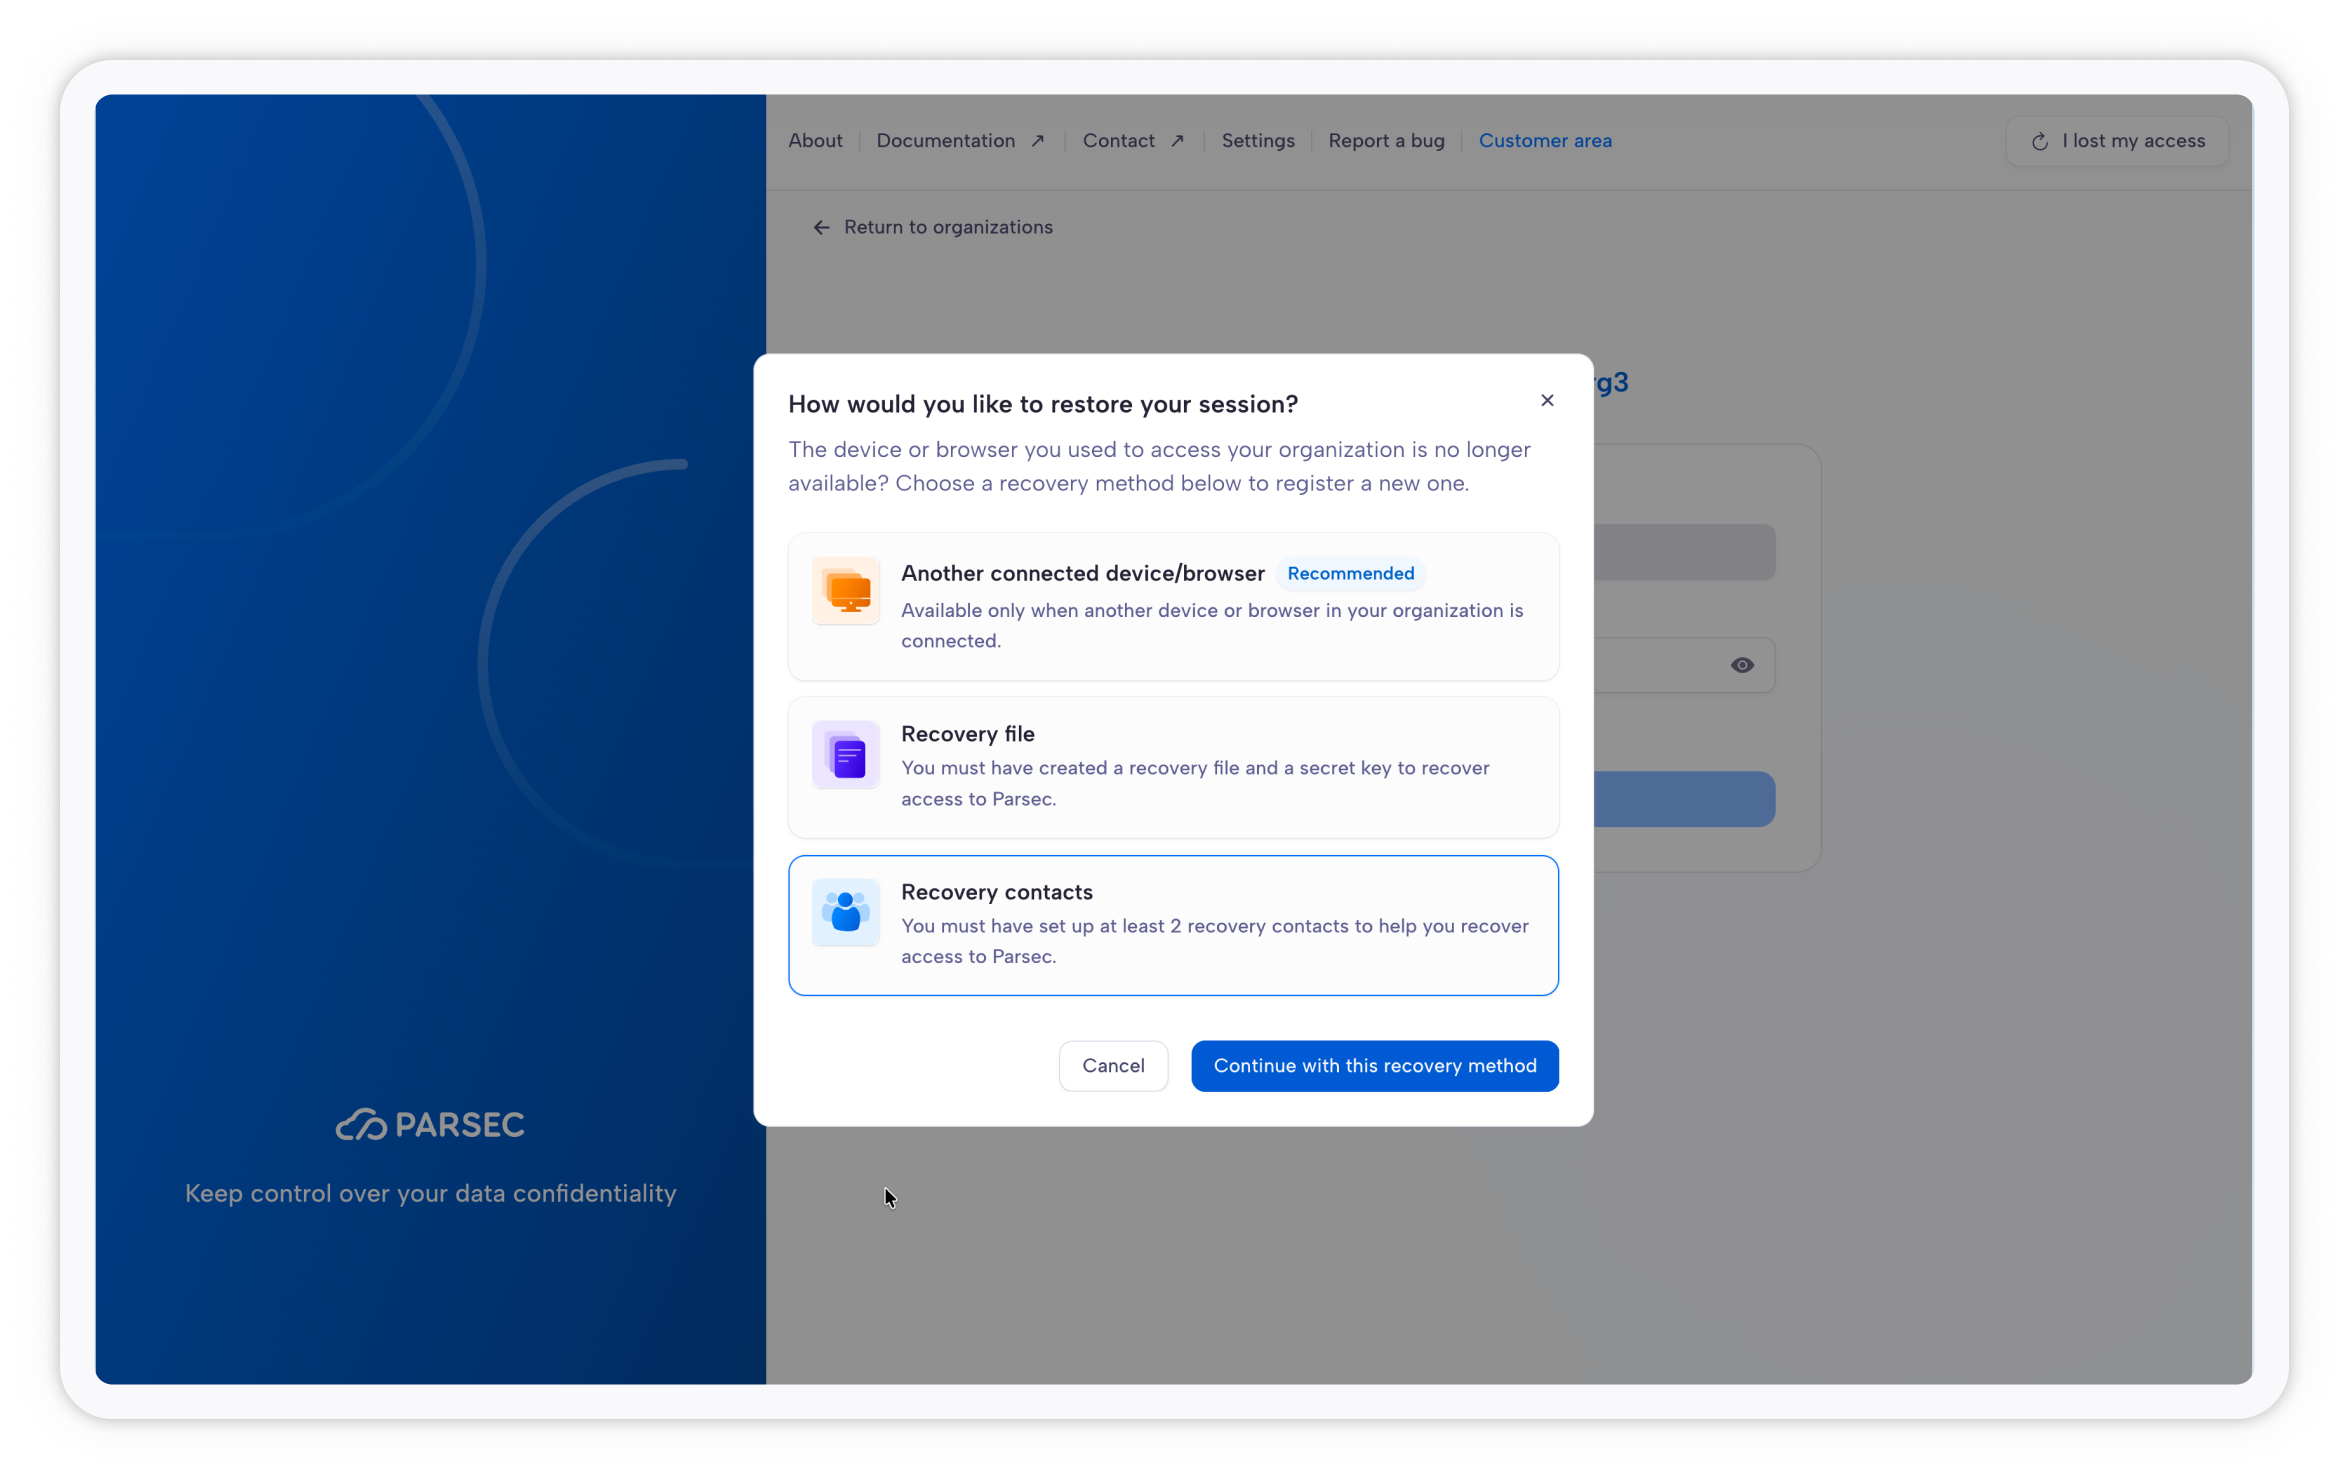 About
Documentation ↗
Contact ↗
Settings
Report a bug
Customer area
I lost my access
← Return to organizations
rg3
How would you like to restore your session?
The device or browser you used to access your organization is no longer
available? Choose a recovery method below to register a new one.
Another connected device/browser Recommended
Available only when another device or browser in your organization is
connected.
Recovery file
You must have created a recovery file and a secret key to recover
access to Parsec.
Recovery contacts
You must have set up at least 2 recovery contacts to help you recover
access to Parsec.
Cancel
Continue with this recovery method
PARSEC
Keep control over your data confidentiality